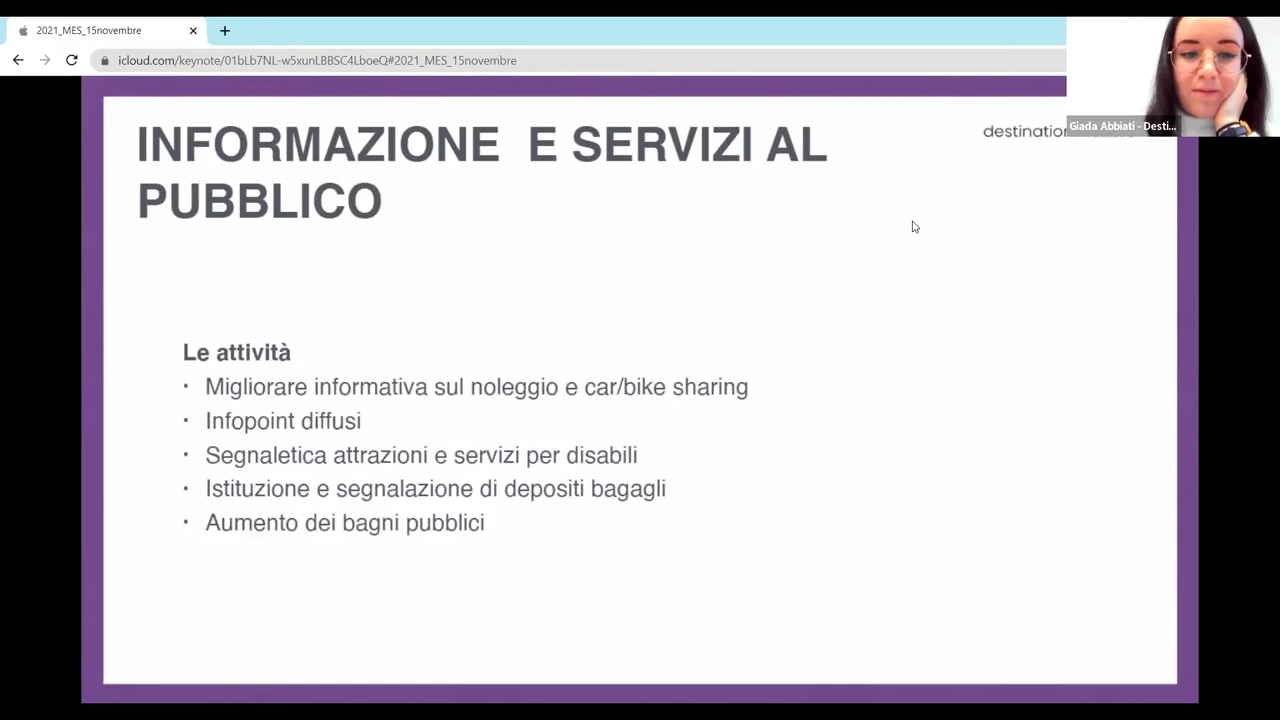 2021_MES_15novembre
icloud.com/keynote/01bLb7NL-w5xunLBBSC4LboeQ#2021_MES_15novembre
Giada Abbiati - Desti...
destination
INFORMAZIONE E SERVIZI AL
PUBBLICO
Le attività
· Migliorare informativa sul noleggio e car/bike sharing
· Infopoint diffusi
· Segnaletica attrazioni e servizi per disabili
· Istituzione e segnalazione di depositi bagagli
· Aumento dei bagni pubblici